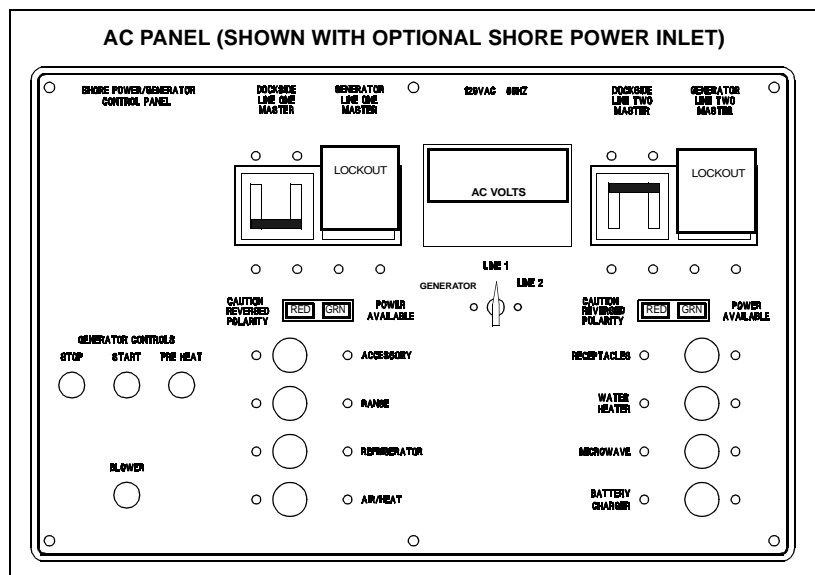 AC PANEL (SHOWN WITH OPTIONAL SHORE POWER INLET)
SHORE POWER/GENERATOR
CONTROL PANEL
DOCKSIDE
LINE ONE
MASTER
GENERATOR
LINE ONE
MASTER
120VAC 60HZ
DOCKSIDE
LINE TWO
MASTER
GENERATOR
LINE TWO
MASTER
LOCKOUT
AC VOLTS
LOCKOUT
GENERATOR
LINE 1
LINE 2
CAUTION
REVERSED
POLARITY
RED
GRN
POWER
AVAILABLE
CAUTION
REVERSED
POLARITY
RED
GRN
POWER
AVAILABLE
GENERATOR CONTROLS
STOP
START
PRE HEAT
BLOWER
ACCESSORY
RANGE
REFRIGERATOR
AIR/HEAT
RECEPTACLES
WATER
HEATER
MICROWAVE
BATTERY
CHARGER